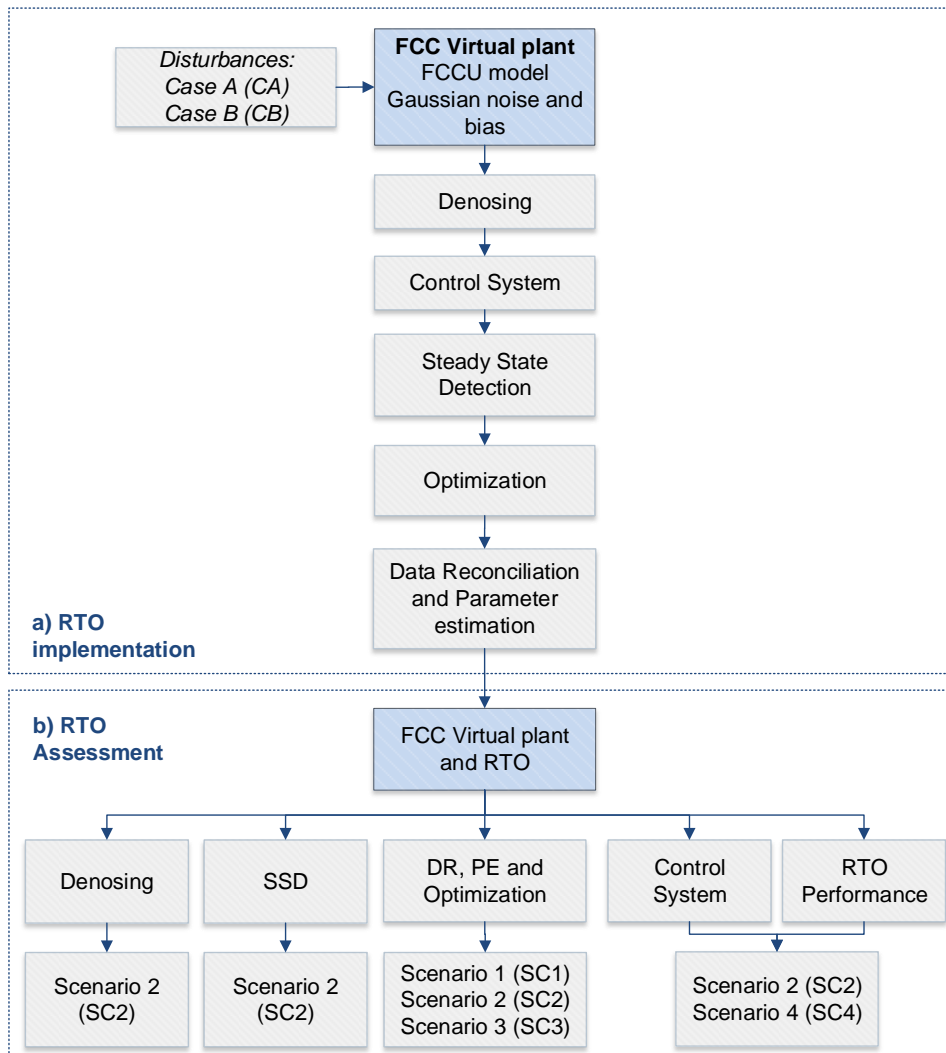 Disturbances:
Case A (CA)
Case B (CB)
FCC Virtual plant
FCCU model
Gaussian noise and
bias
Denosing
Control System
Steady State
Detection
Optimization
Data Reconciliation
and Parameter
estimation
a) RTO
implementation
b) RTO
Assessment
FCC Virtual plant
and RTO
Denosing
SSD
DR, PE and
Optimization
Control
System
RTO
Performance
Scenario 2
(SC2)
Scenario 2
(SC2)
Scenario 1 (SC1)
Scenario 2 (SC2)
Scenario 3 (SC3)
Scenario 2 (SC2)
Scenario 4 (SC4)